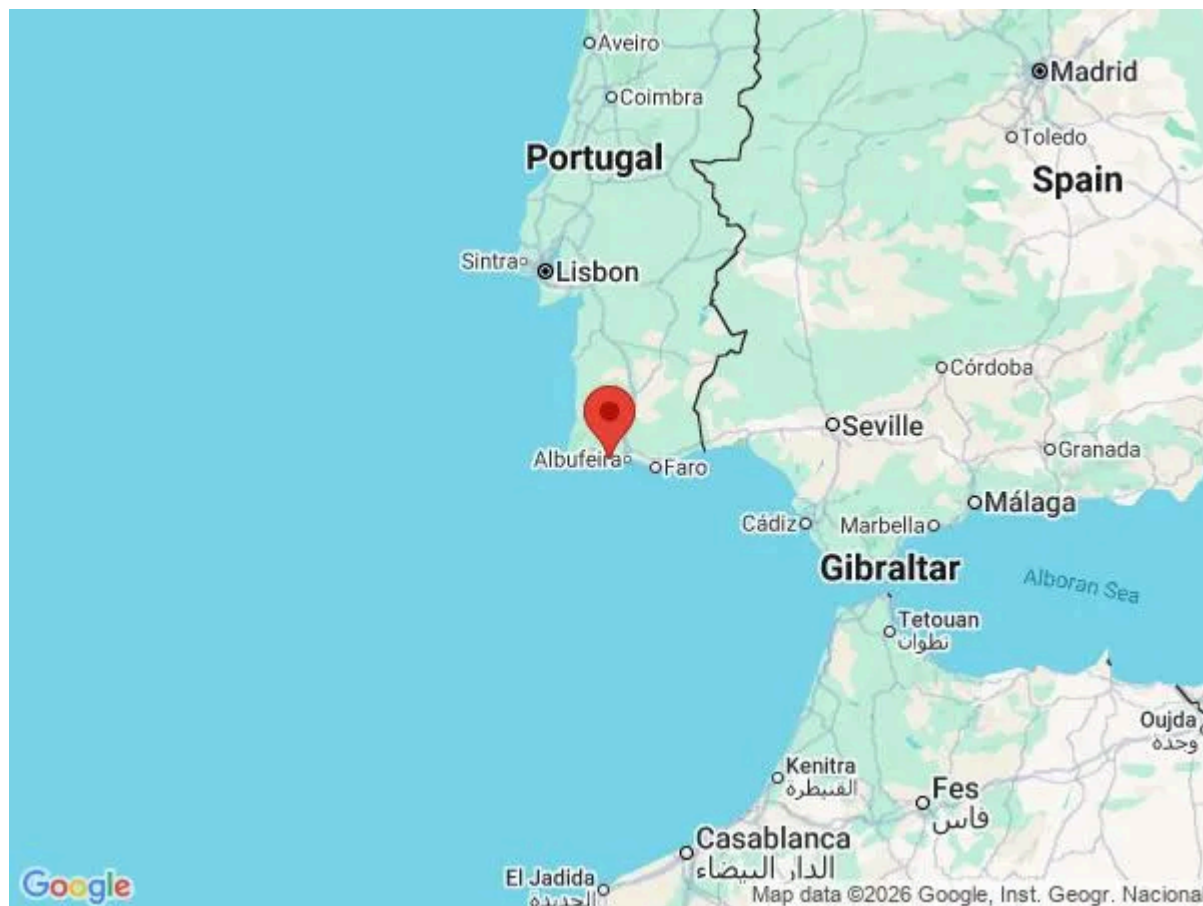 Aveiro
Madrid
Coimbra
Toledo
Portugal
Spain
Sintra
Lisbon
Córdoba
Seville
Granada
Albufeira
Faro
Málaga
Cádiz
Marbella
Gibraltar
Alboran Sea
Tetouan
تطوان
Oujda
وجدة
Kenitra
القنيطرة
Fes
فاس
Casablanca
الدار البيضاء
El Jadida
الجديدة
Google
Map data ©2026 Google, Inst. Geogr. Nacional